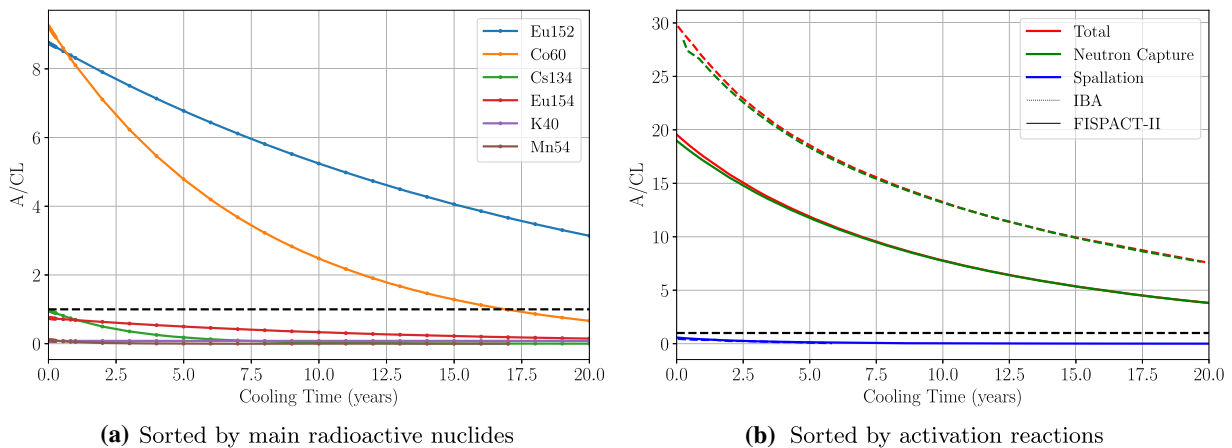 8
6
4
2
0
A/CL
0.0 2.5 5.0 7.5 10.0 12.5 15.0 17.5 20.0
Cooling Time (years)
Eu152
Co60
Cs134
Eu154
K40
Mn54
(a) Sorted by main radioactive nuclides
30
25
20
15
10
5
0
A/CL
0.0 2.5 5.0 7.5 10.0 12.5 15.0 17.5 20.0
Cooling Time (years)
Total
Neutron Capture
Spallation
IBA
FISPACT-II
(b) Sorted by activation reactions